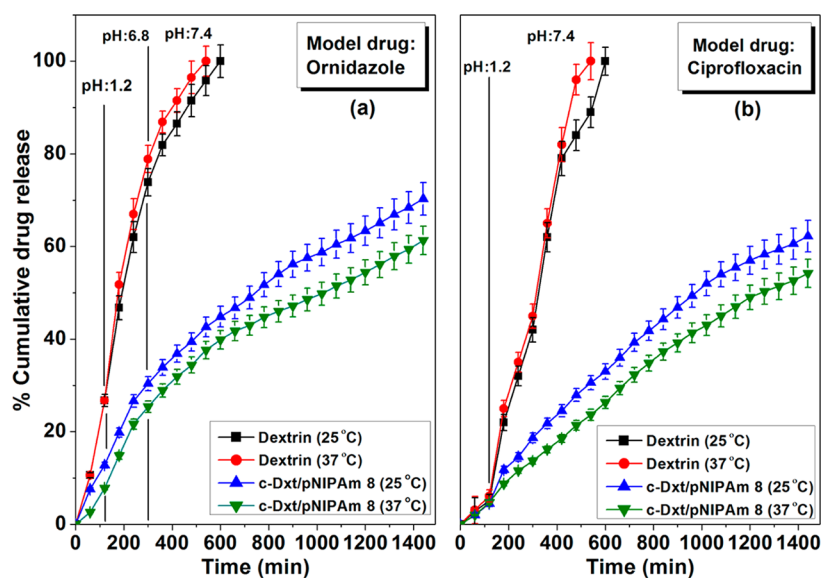 pH:6.8
pH:7.4
pH:1.2
Model drug:
Ornidazole
(a)
% Cumulative drug release
100
80
60
40
20
0
Dextrin (25°C)
Dextrin (37°C)
c-Dxt/pNIPAm 8 (25°C)
c-Dxt/pNIPAm 8 (37°C)
0 200 400 600 800 1000 1200 1400
Time (min)
pH:7.4
pH:1.2
Model drug:
Ciprofloxacin
(b)
Dextrin (25°C)
Dextrin (37°C)
c-Dxt/pNIPAm 8 (25°C)
c-Dxt/pNIPAm 8 (37°C)
0 200 400 600 800 1000 1200 1400
Time (min)